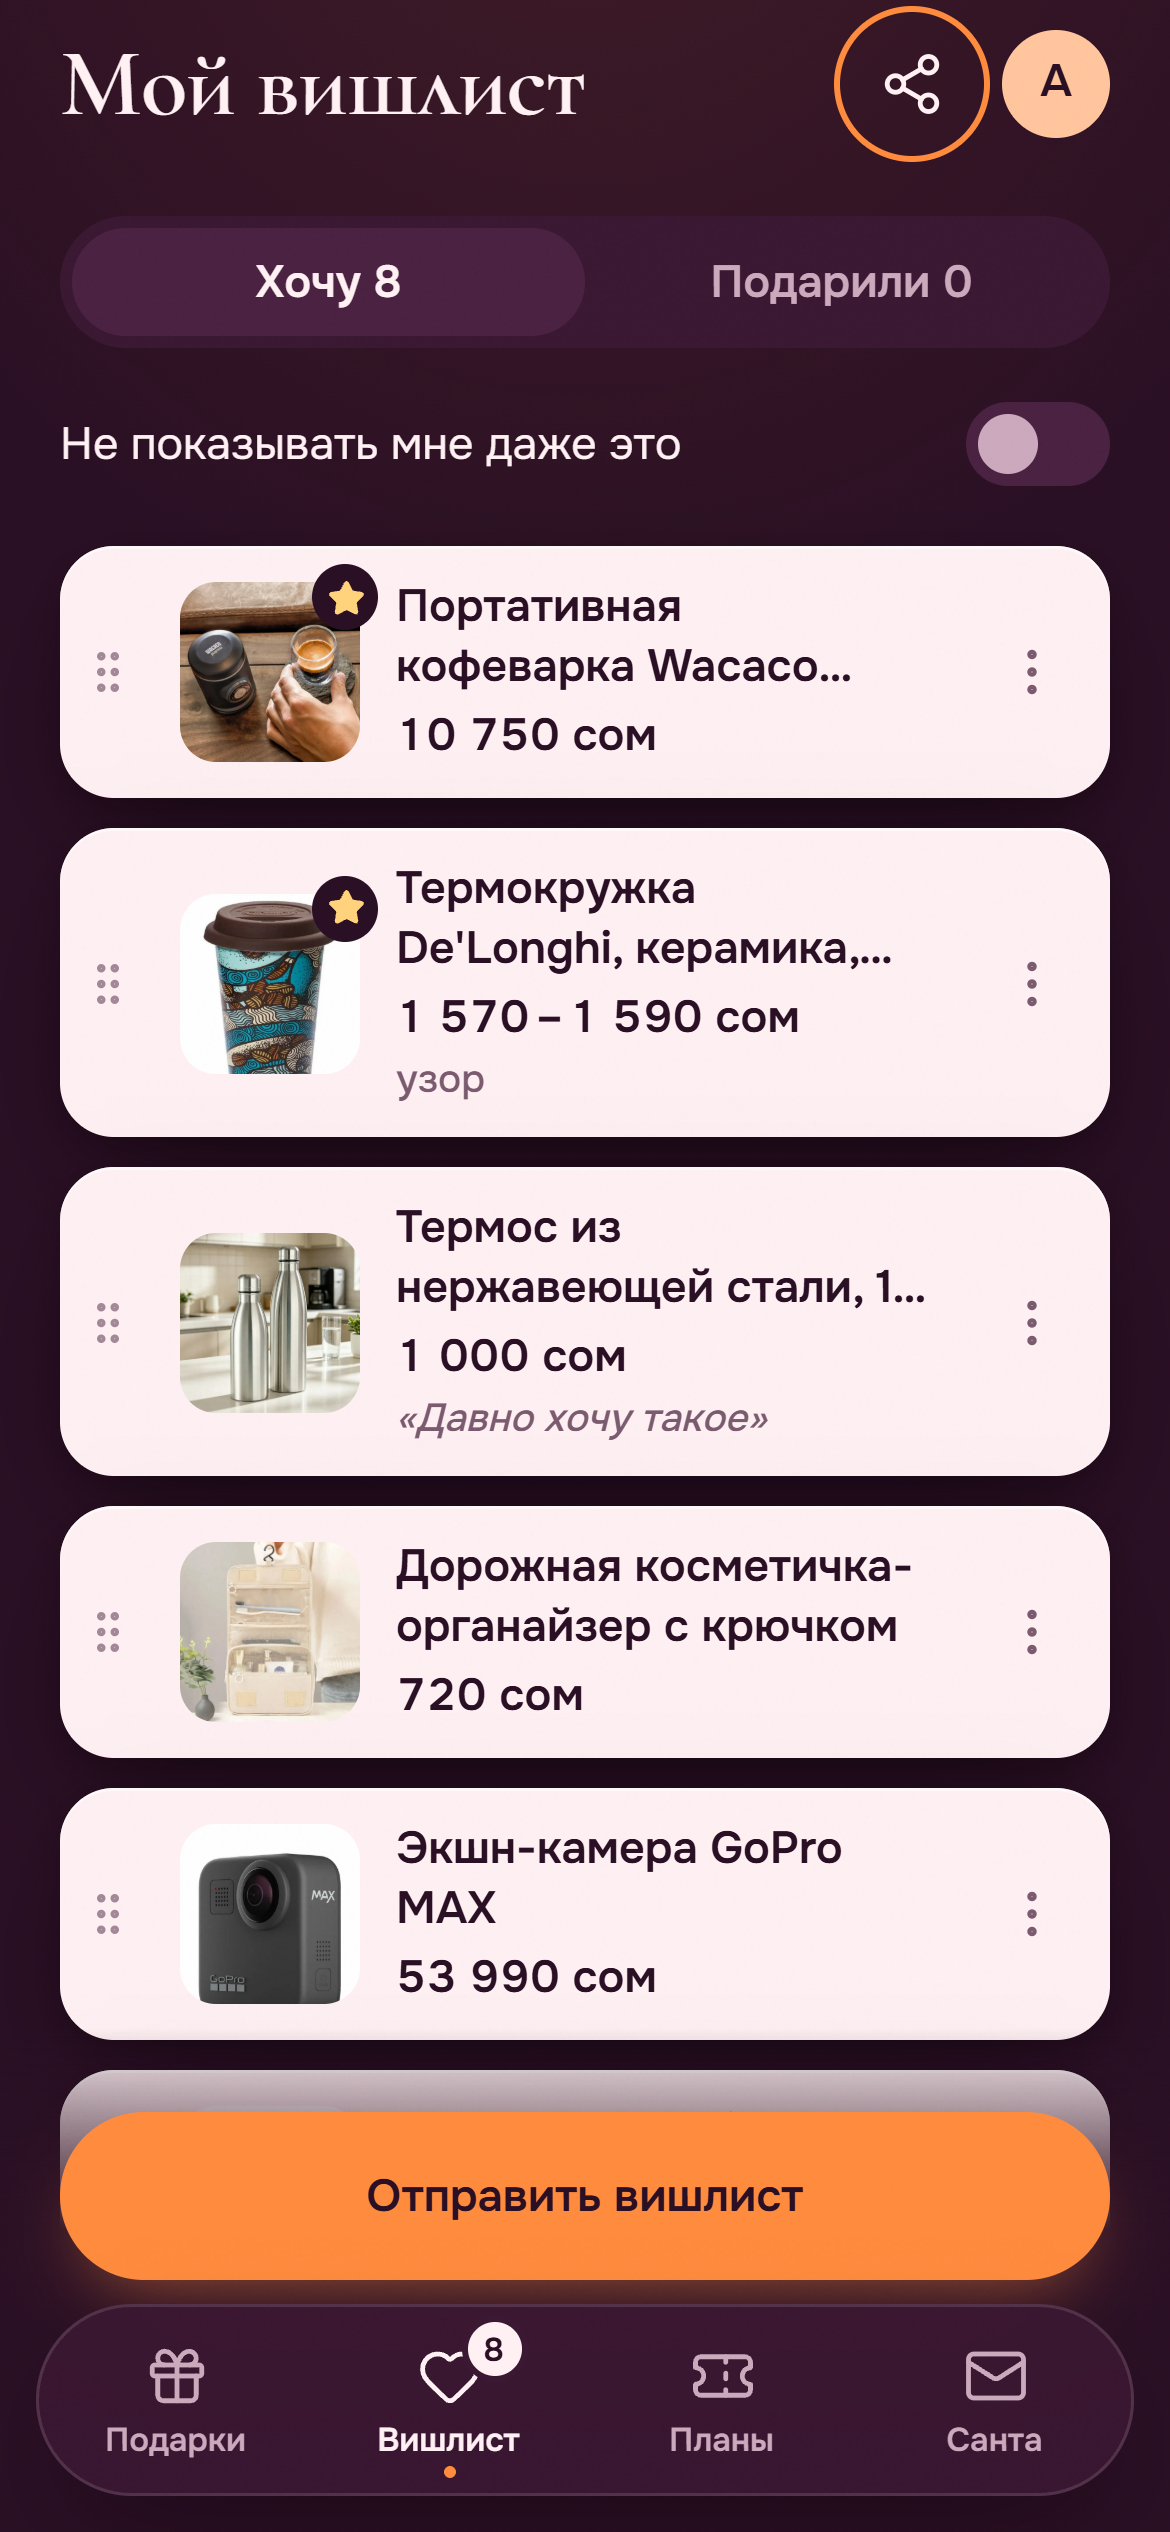 Мой вишлист
А
Хочу 8
Подарили 0
Не показывать мне даже это
Портативная
кофеварка Wacaco...
10 750 сом
Термокружка
De'Longhi, керамика,...
1 570 – 1 590 сом
узор
Термос из
нержавеющей стали, 1...
1 000 сом
«Давно хочу такое»
Дорожная косметичка-
органайзер с крючком
720 сом
MAX
GoPro
Экшн-камера GoPro
MAX
53 990 сом
Отправить вишлист
8
Подарки
Вишлист
Планы
Санта